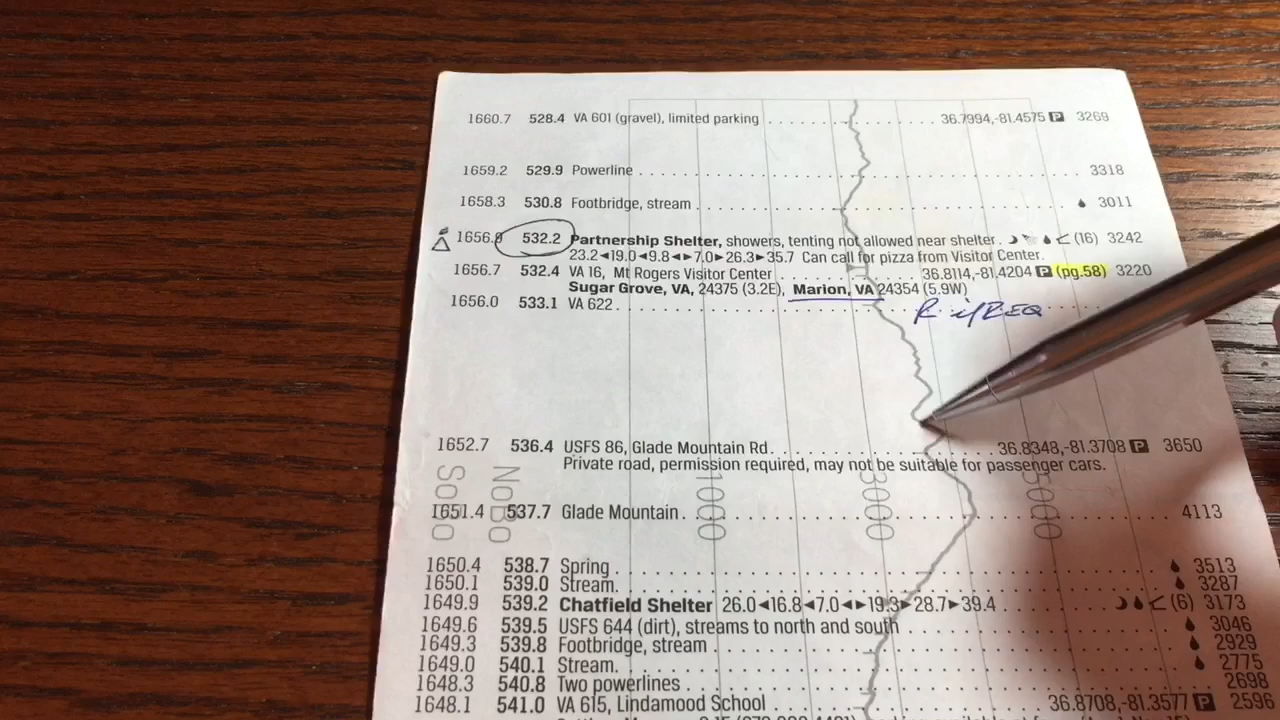 1660.7 528.4 VA 601 (gravel), limited parking 36.7994,-81.4575 P 3269
1659.2 529.9 Powerline 3318
1658.3 530.8 Footbridge, stream 3011
1656.9 532.2 Partnership Shelter, showers, tenting not allowed near shelter. (16) 3242
23.2◄19.0◄9.8◄►7.0►26.3►35.7 Can call for pizza from Visitor Center.
1656.7 532.4 VA 16, Mt Rogers Visitor Center 36.8114,-81.4204 P (pg.58) 3220
Sugar Grove, VA, 24375 (3.2E), Marion, VA 24354 (5.9W)
1656.0 533.1 VA 622
R if REQ
1652.7 536.4 USFS 86, Glade Mountain Rd. 36.8348,-81.3708 P 3650
Private road, permission required, may not be suitable for passenger cars.
SoBo NoBo 1000 3000 5000
1651.4 537.7 Glade Mountain 4113
1650.4 538.7 Spring 3513
1650.1 539.0 Stream 3287
1649.9 539.2 Chatfield Shelter 26.0◄16.8◄7.0◄►19.3►28.7►39.4 (6) 3173
1649.6 539.5 USFS 644 (dirt), streams to north and south 3046
1649.3 539.8 Footbridge, stream 2929
1649.0 540.1 Stream 2775
1648.3 540.8 Two powerlines 2698
1648.1 541.0 VA 615, Lindamood School 36.8708,-81.3577 P 2596